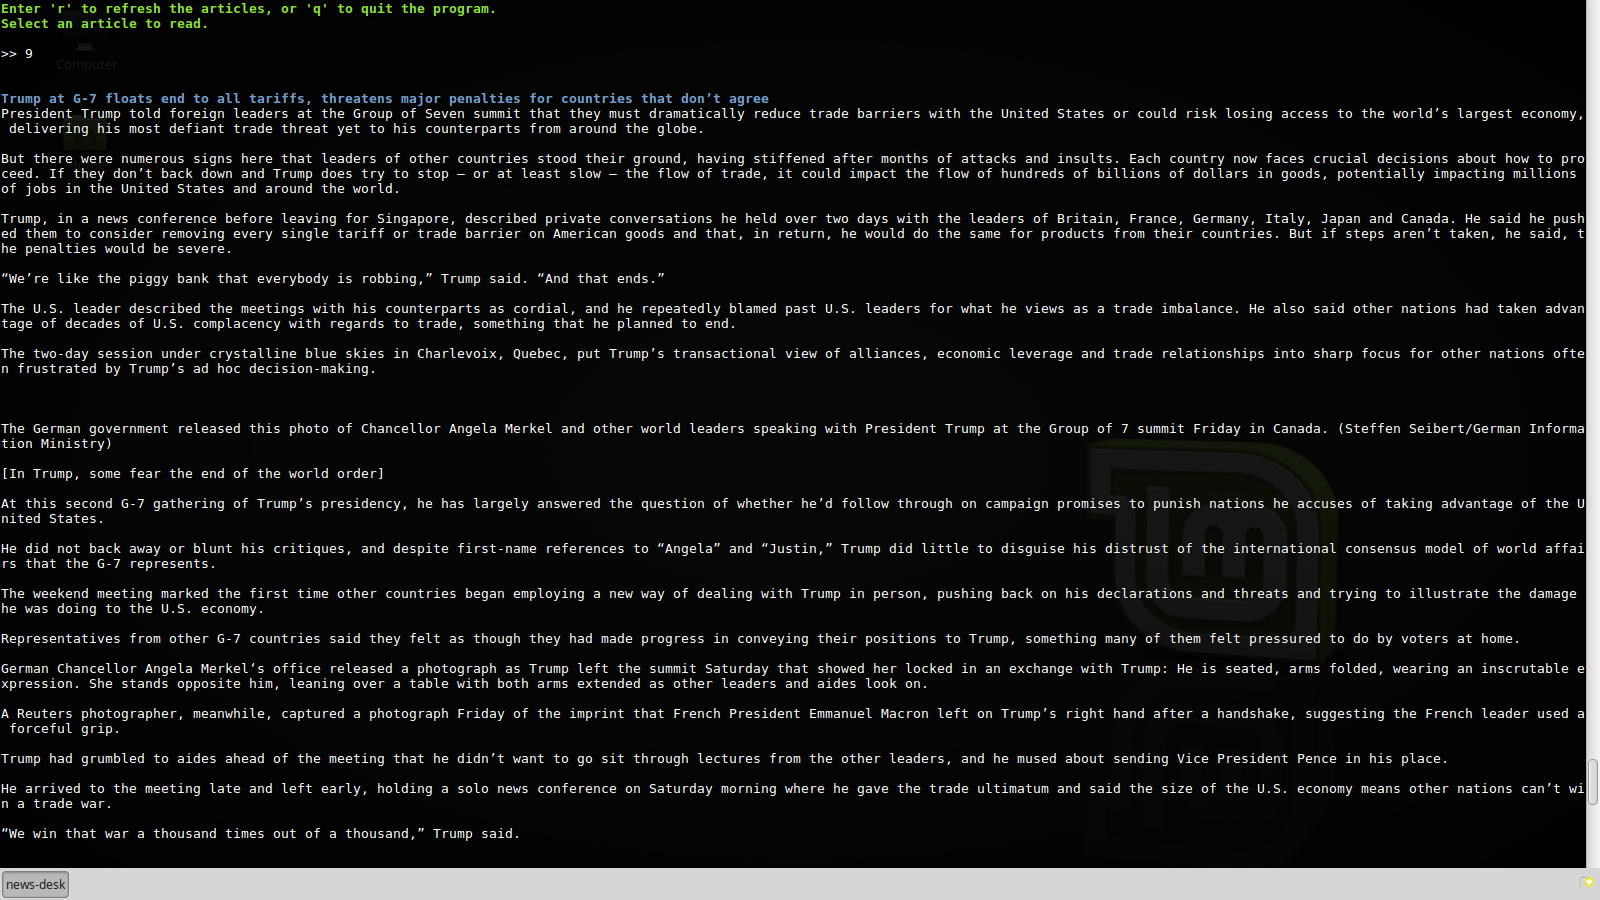 Enter 'r' to refresh the articles, or 'q' to quit the program.
Select an article to read.
>> 9
Computer
Trump at G-7 floats end to all tariffs, threatens major penalties for countries that don’t agree
President Trump told foreign leaders at the Group of Seven summit that they must dramatically reduce trade barriers with the United States or could risk losing access to the world’s largest economy,
 delivering his most defiant trade threat yet to his counterparts from around the globe.
But there were numerous signs here that leaders of other countries stood their ground, having stiffened after months of attacks and insults. Each country now faces crucial decisions about how to pro
ceed. If they don’t back down and Trump does try to stop — or at least slow — the flow of trade, it could impact the flow of hundreds of billions of dollars in goods, potentially impacting millions
of jobs in the United States and around the world.
Trump, in a news conference before leaving for Singapore, described private conversations he held over two days with the leaders of Britain, France, Germany, Italy, Japan and Canada. He said he push
ed them to consider removing every single tariff or trade barrier on American goods and that, in return, he would do the same for products from their countries. But if steps aren’t taken, he said, t
he penalties would be severe.
“We’re like the piggy bank that everybody is robbing,” Trump said. “And that ends.”
The U.S. leader described the meetings with his counterparts as cordial, and he repeatedly blamed past U.S. leaders for what he views as a trade imbalance. He also said other nations had taken advan
tage of decades of U.S. complacency with regards to trade, something that he planned to end.
The two-day session under crystalline blue skies in Charlevoix, Quebec, put Trump’s transactional view of alliances, economic leverage and trade relationships into sharp focus for other nations ofte
n frustrated by Trump’s ad hoc decision-making.
The German government released this photo of Chancellor Angela Merkel and other world leaders speaking with President Trump at the Group of 7 summit Friday in Canada. (Steffen Seibert/German Informa
tion Ministry)
[In Trump, some fear the end of the world order]
At this second G-7 gathering of Trump’s presidency, he has largely answered the question of whether he’d follow through on campaign promises to punish nations he accuses of taking advantage of the U
nited States.
He did not back away or blunt his critiques, and despite first-name references to “Angela” and “Justin,” Trump did little to disguise his distrust of the international consensus model of world affai
rs that the G-7 represents.
The weekend meeting marked the first time other countries began employing a new way of dealing with Trump in person, pushing back on his declarations and threats and trying to illustrate the damage
he was doing to the U.S. economy.
Representatives from other G-7 countries said they felt as though they had made progress in conveying their positions to Trump, something many of them felt pressured to do by voters at home.
German Chancellor Angela Merkel‘s office released a photograph as Trump left the summit Saturday that showed her locked in an exchange with Trump: He is seated, arms folded, wearing an inscrutable e
xpression. She stands opposite him, leaning over a table with both arms extended as other leaders and aides look on.
A Reuters photographer, meanwhile, captured a photograph Friday of the imprint that French President Emmanuel Macron left on Trump’s right hand after a handshake, suggesting the French leader used a
 forceful grip.
Trump had grumbled to aides ahead of the meeting that he didn’t want to go sit through lectures from the other leaders, and he mused about sending Vice President Pence in his place.
He arrived to the meeting late and left early, holding a solo news conference on Saturday morning where he gave the trade ultimatum and said the size of the U.S. economy means other nations can’t wi
n a trade war.
“We win that war a thousand times out of a thousand,” Trump said.
news-desk